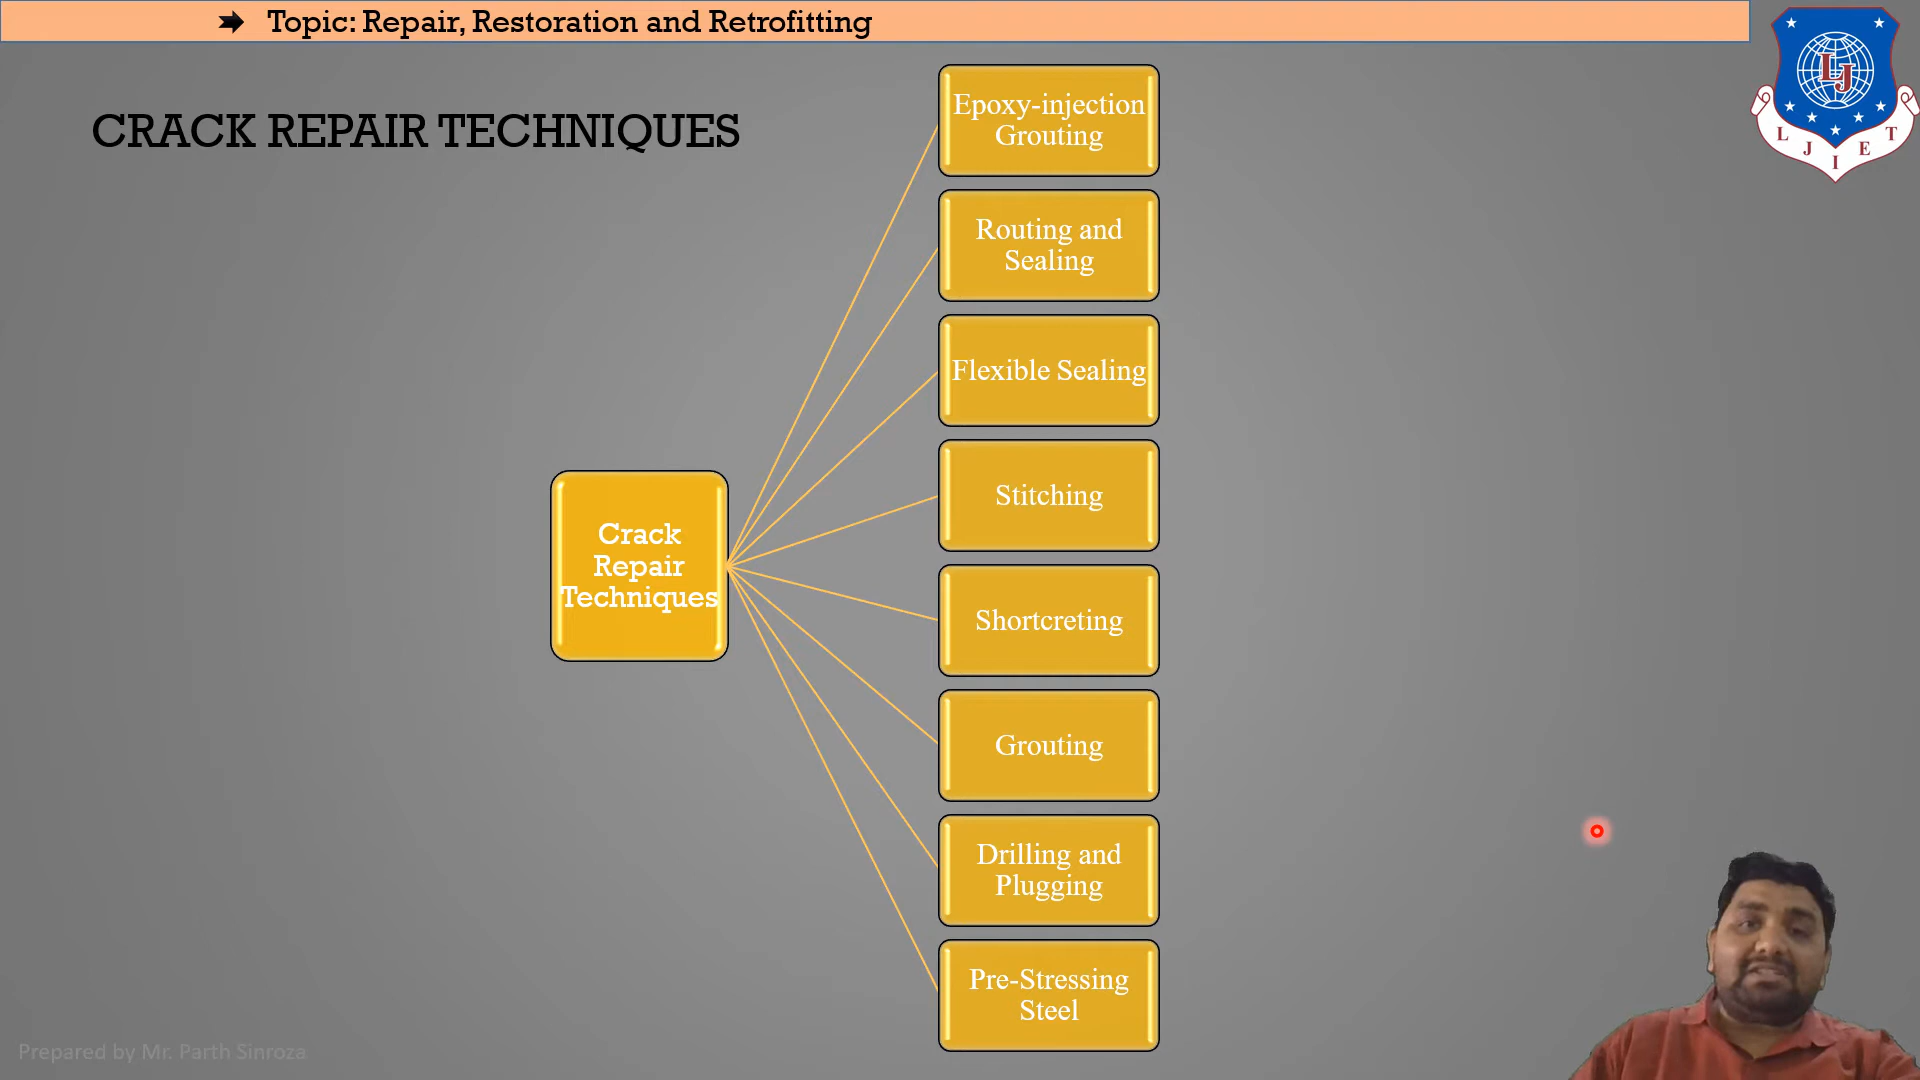 Topic: Repair, Restoration and Retrofitting
CRACK REPAIR TECHNIQUES
Epoxy-injection
Grouting
Routing and
Sealing
Flexible Sealing
Stitching
Crack
Repair
Techniques
Shortcreting
Grouting
Drilling and
Plugging
Pre-Stressing
Steel
LJ
L J I E T
Prepared by Mr. Parth Sinroza